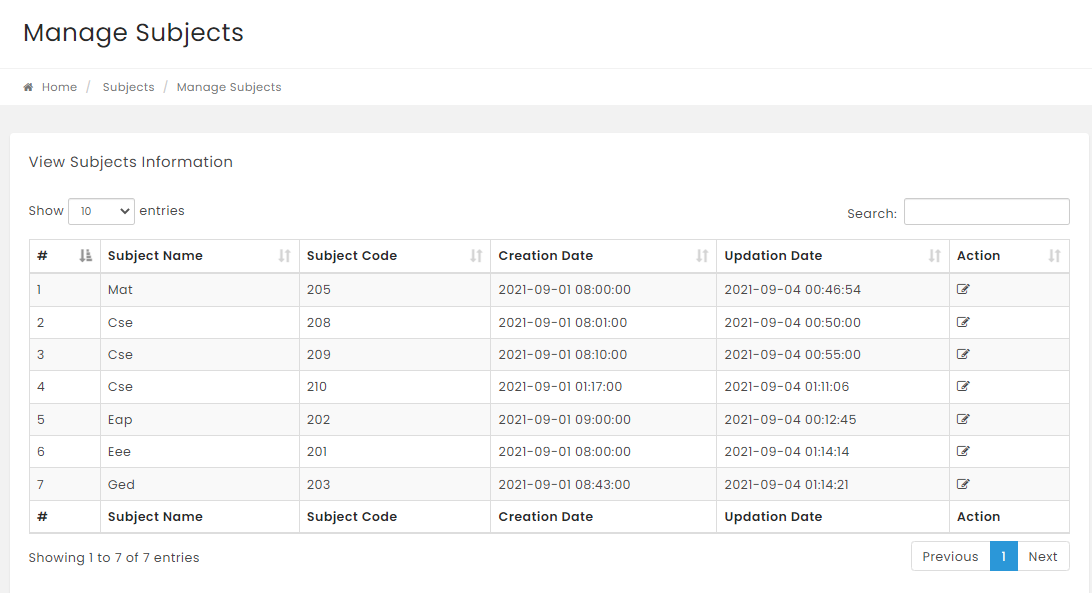 Manage Subjects
Home / Subjects / Manage Subjects
View Subjects Information
Show 10 entries Search:
# Subject Name Subject Code Creation Date Updation Date Action
1 Mat 205 2021-09-01 08:00:00 2021-09-04 00:46:54
2 Cse 208 2021-09-01 08:01:00 2021-09-04 00:50:00
3 Cse 209 2021-09-01 08:10:00 2021-09-04 00:55:00
4 Cse 210 2021-09-01 01:17:00 2021-09-04 01:11:06
5 Eap 202 2021-09-01 09:00:00 2021-09-04 00:12:45
6 Eee 201 2021-09-01 08:00:00 2021-09-04 01:14:14
7 Ged 203 2021-09-01 08:43:00 2021-09-04 01:14:21
# Subject Name Subject Code Creation Date Updation Date Action
Showing 1 to 7 of 7 entries Previous 1 Next